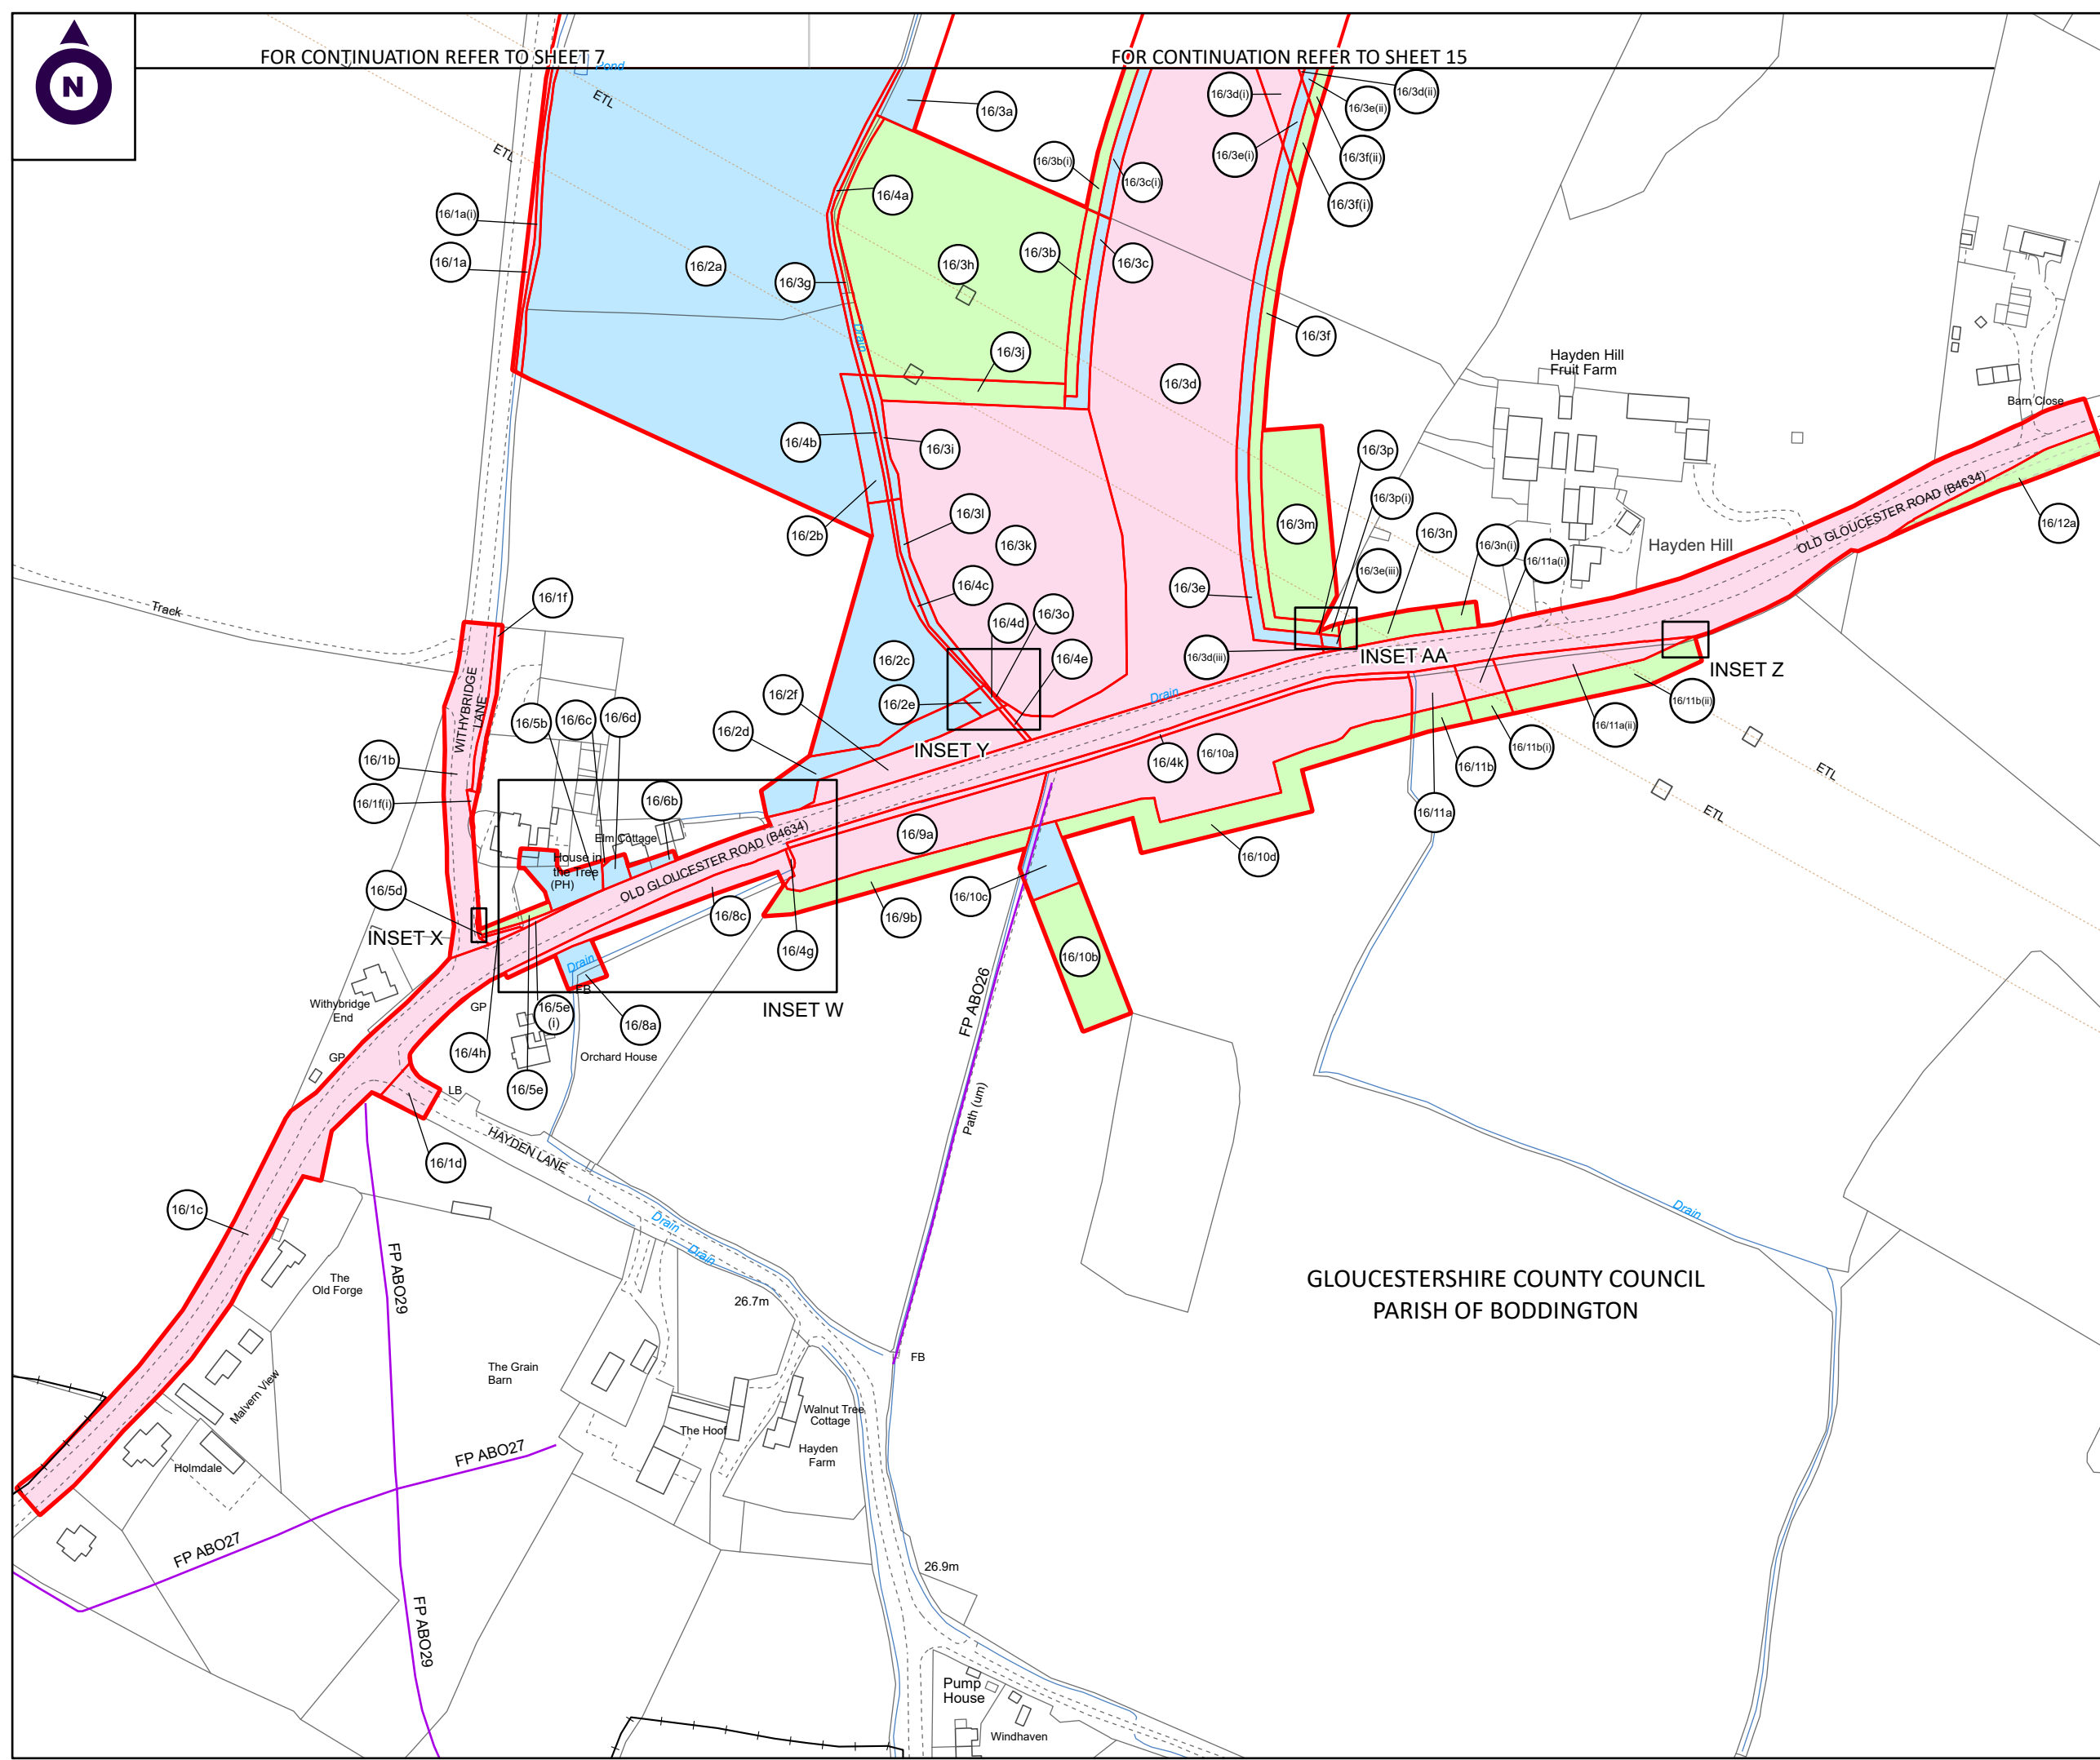 N
FOR CONTINUATION REFER TO SHEET 7
FOR CONTINUATION REFER TO SHEET 15
Pond
ETL
ETL
16/3a
16/3d(i)
16/3d(ii)
16/3e(ii)
16/3b(i)
16/3e(i)
16/3f(ii)
16/3c(i)
16/4a
16/3f(i)
16/1a(i)
16/1a
16/2a
16/3g
16/3h
16/3b
16/3c
Drain
16/3f
16/3j
16/3d
Hayden Hill
Fruit Farm
Barn Close
16/4b
16/3i
16/3p
16/3p(i)
16/2b
16/3l
16/3k
16/3m
16/3n
16/3n(i)
16/11a(i)
Hayden Hill
OLD GLOUCESTER ROAD (B4634)
16/12a
16/3e(iii)
16/4c
16/3e
16/1f
Track
16/4d
16/3o
16/2c
16/4e
16/3d(iii)
INSET AA
INSET Z
WITHYBRIDGE
LANE
16/2f
16/2e
Drain
16/11b(ii)
16/5b
16/6c
16/6d
16/2d
INSET Y
16/11a(ii)
16/1b
16/4k
16/10a
16/11b
16/11b(i)
ETL
ETL
16/1f(i)
16/6b
16/11a
Elm Cottage
OLD GLOUCESTER ROAD (B4634)
16/9a
House in
the Tree
(PH)
16/10d
16/5d
16/8c
16/9b
16/10c
INSET X
16/4g
16/10b
Drain
FB
Withybridge
End
GP
16/5e
(i)
INSET W
FP ABO26
16/8a
GP
16/4h
Orchard House
16/5e
LB
Path (um)
HAYDEN LANE
16/1d
16/1c
Drain
Drain
Drain
FP ABO29
The
Old Forge
26.7m
GLOUCESTERSHIRE COUNTY COUNCIL
PARISH OF BODDINGTON
FB
The Grain
Barn
Malvern View
Walnut Tree
Cottage
The Hoof
Hayden
Farm
FP ABO27
Holmdale
FP ABO27
26.9m
FP ABO29
Pump
House
Windhaven